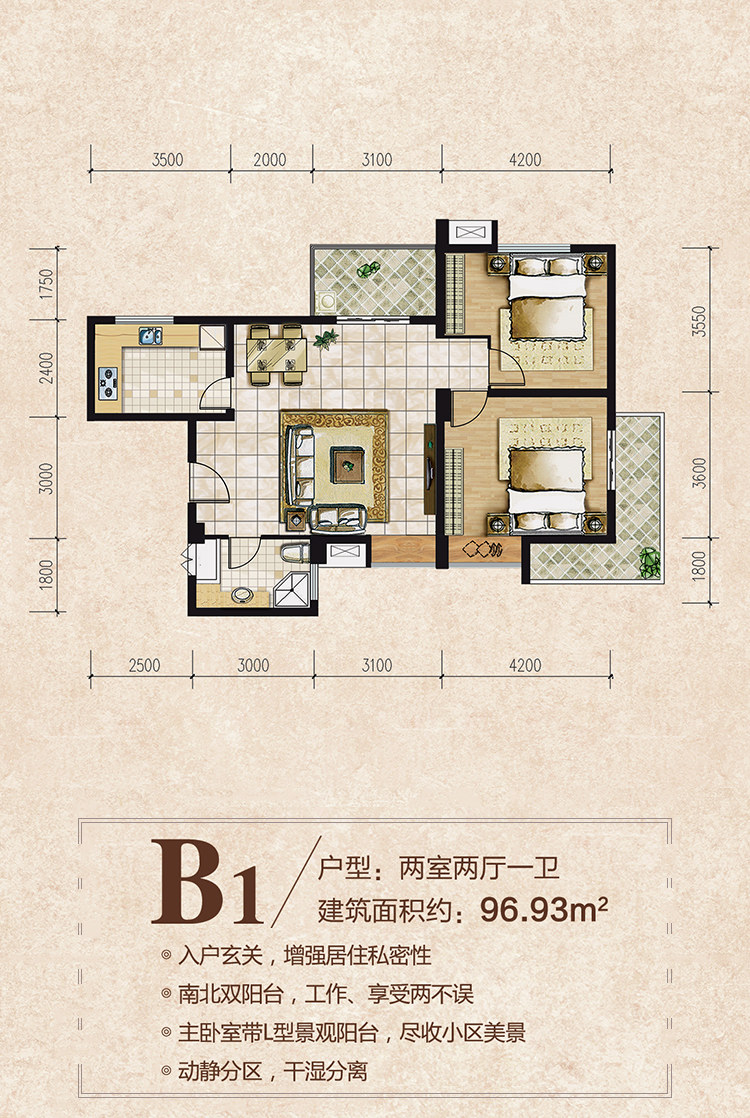 3500 2000 3100 4200
1750
2400
3000
1800
3550
3600
1800
2500 3000 3100 4200
B1
户型：两室两厅一卫
建筑面积约：96.93m²
入户玄关，增强居住私密性
南北双阳台，工作、享受两不误
主卧室带L型景观阳台，尽收小区美景
动静分区，干湿分离